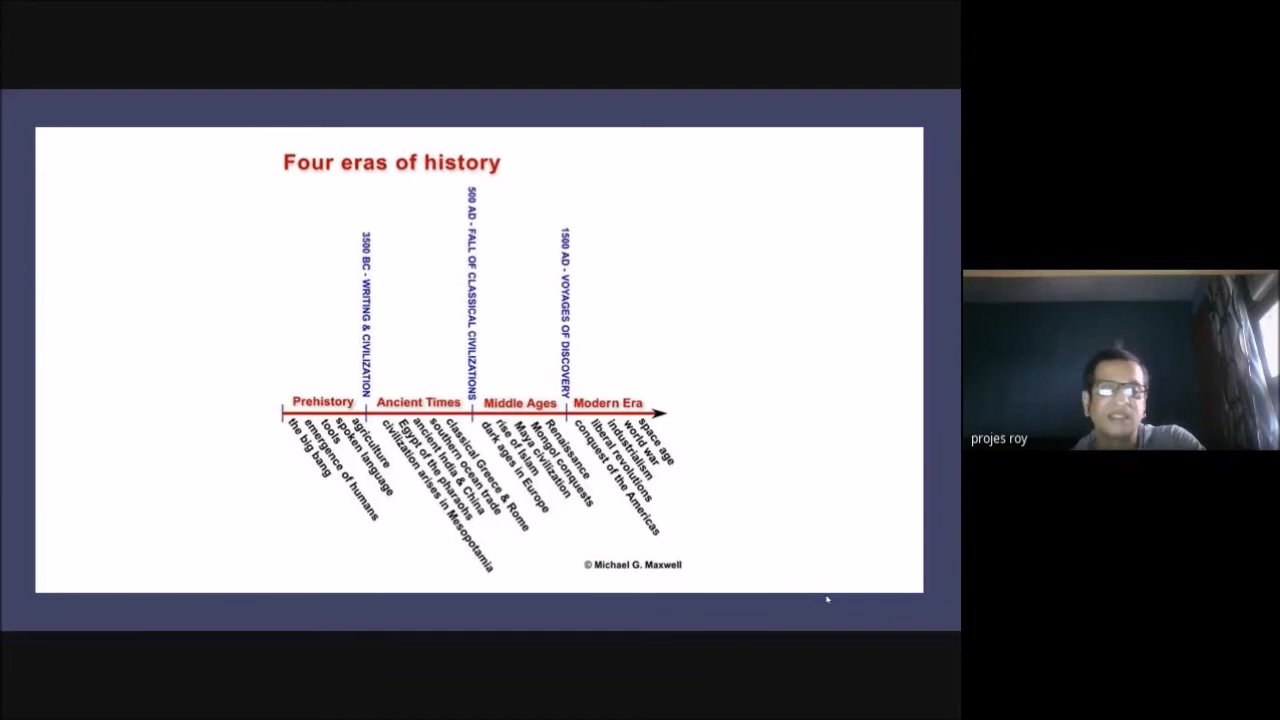 Four eras of history
3500 BC - WRITING & CIVILIZATION
500 AD - FALL OF CLASSICAL CIVILIZATIONS
1500 AD - VOYAGES OF DISCOVERY
Prehistory
Ancient Times
Middle Ages
Modern Era
the big bang
emergence of humans
tools
spoken language
agriculture
civilization arises in Mesopotamia
Egypt of the pharaohs
ancient India & China
southern ocean trade
classical Greece & Rome
dark ages in Europe
rise of Islam
Maya civilization
Mongol conquests
Renaissance
conquest of the Americas
liberal revolutions
industrialism
world war
space age
© Michael G. Maxwell
projes roy